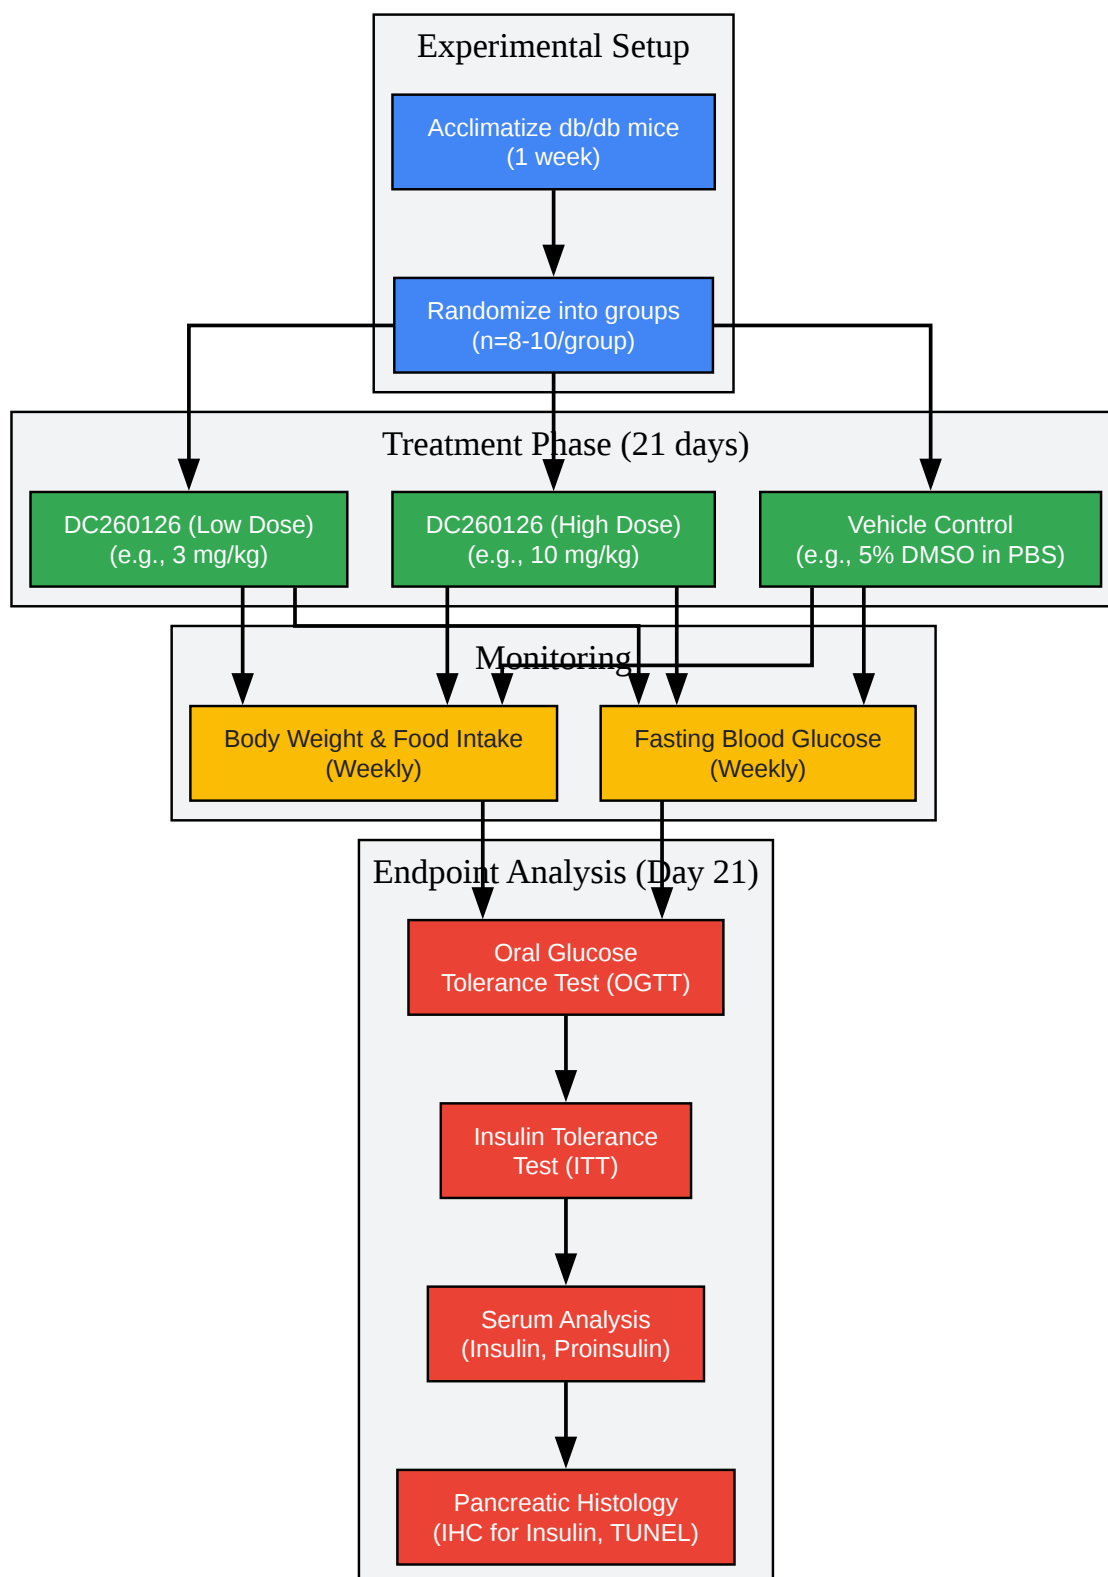 Experimental Setup
Acclimatize db/db mice
(1 week)
Randomize into groups
(n=8-10/group)
Treatment Phase (21 days)
DC260126 (Low Dose)
(e.g., 3 mg/kg)
DC260126 (High Dose)
(e.g., 10 mg/kg)
Vehicle Control
(e.g., 5% DMSO in PBS)
Monitoring
Body Weight & Food Intake
(Weekly)
Fasting Blood Glucose
(Weekly)
Endpoint Analysis (Day 21)
Oral Glucose
Tolerance Test (OGTT)
Insulin Tolerance
Test (ITT)
Serum Analysis
(Insulin, Proinsulin)
Pancreatic Histology
(IHC for Insulin, TUNEL)